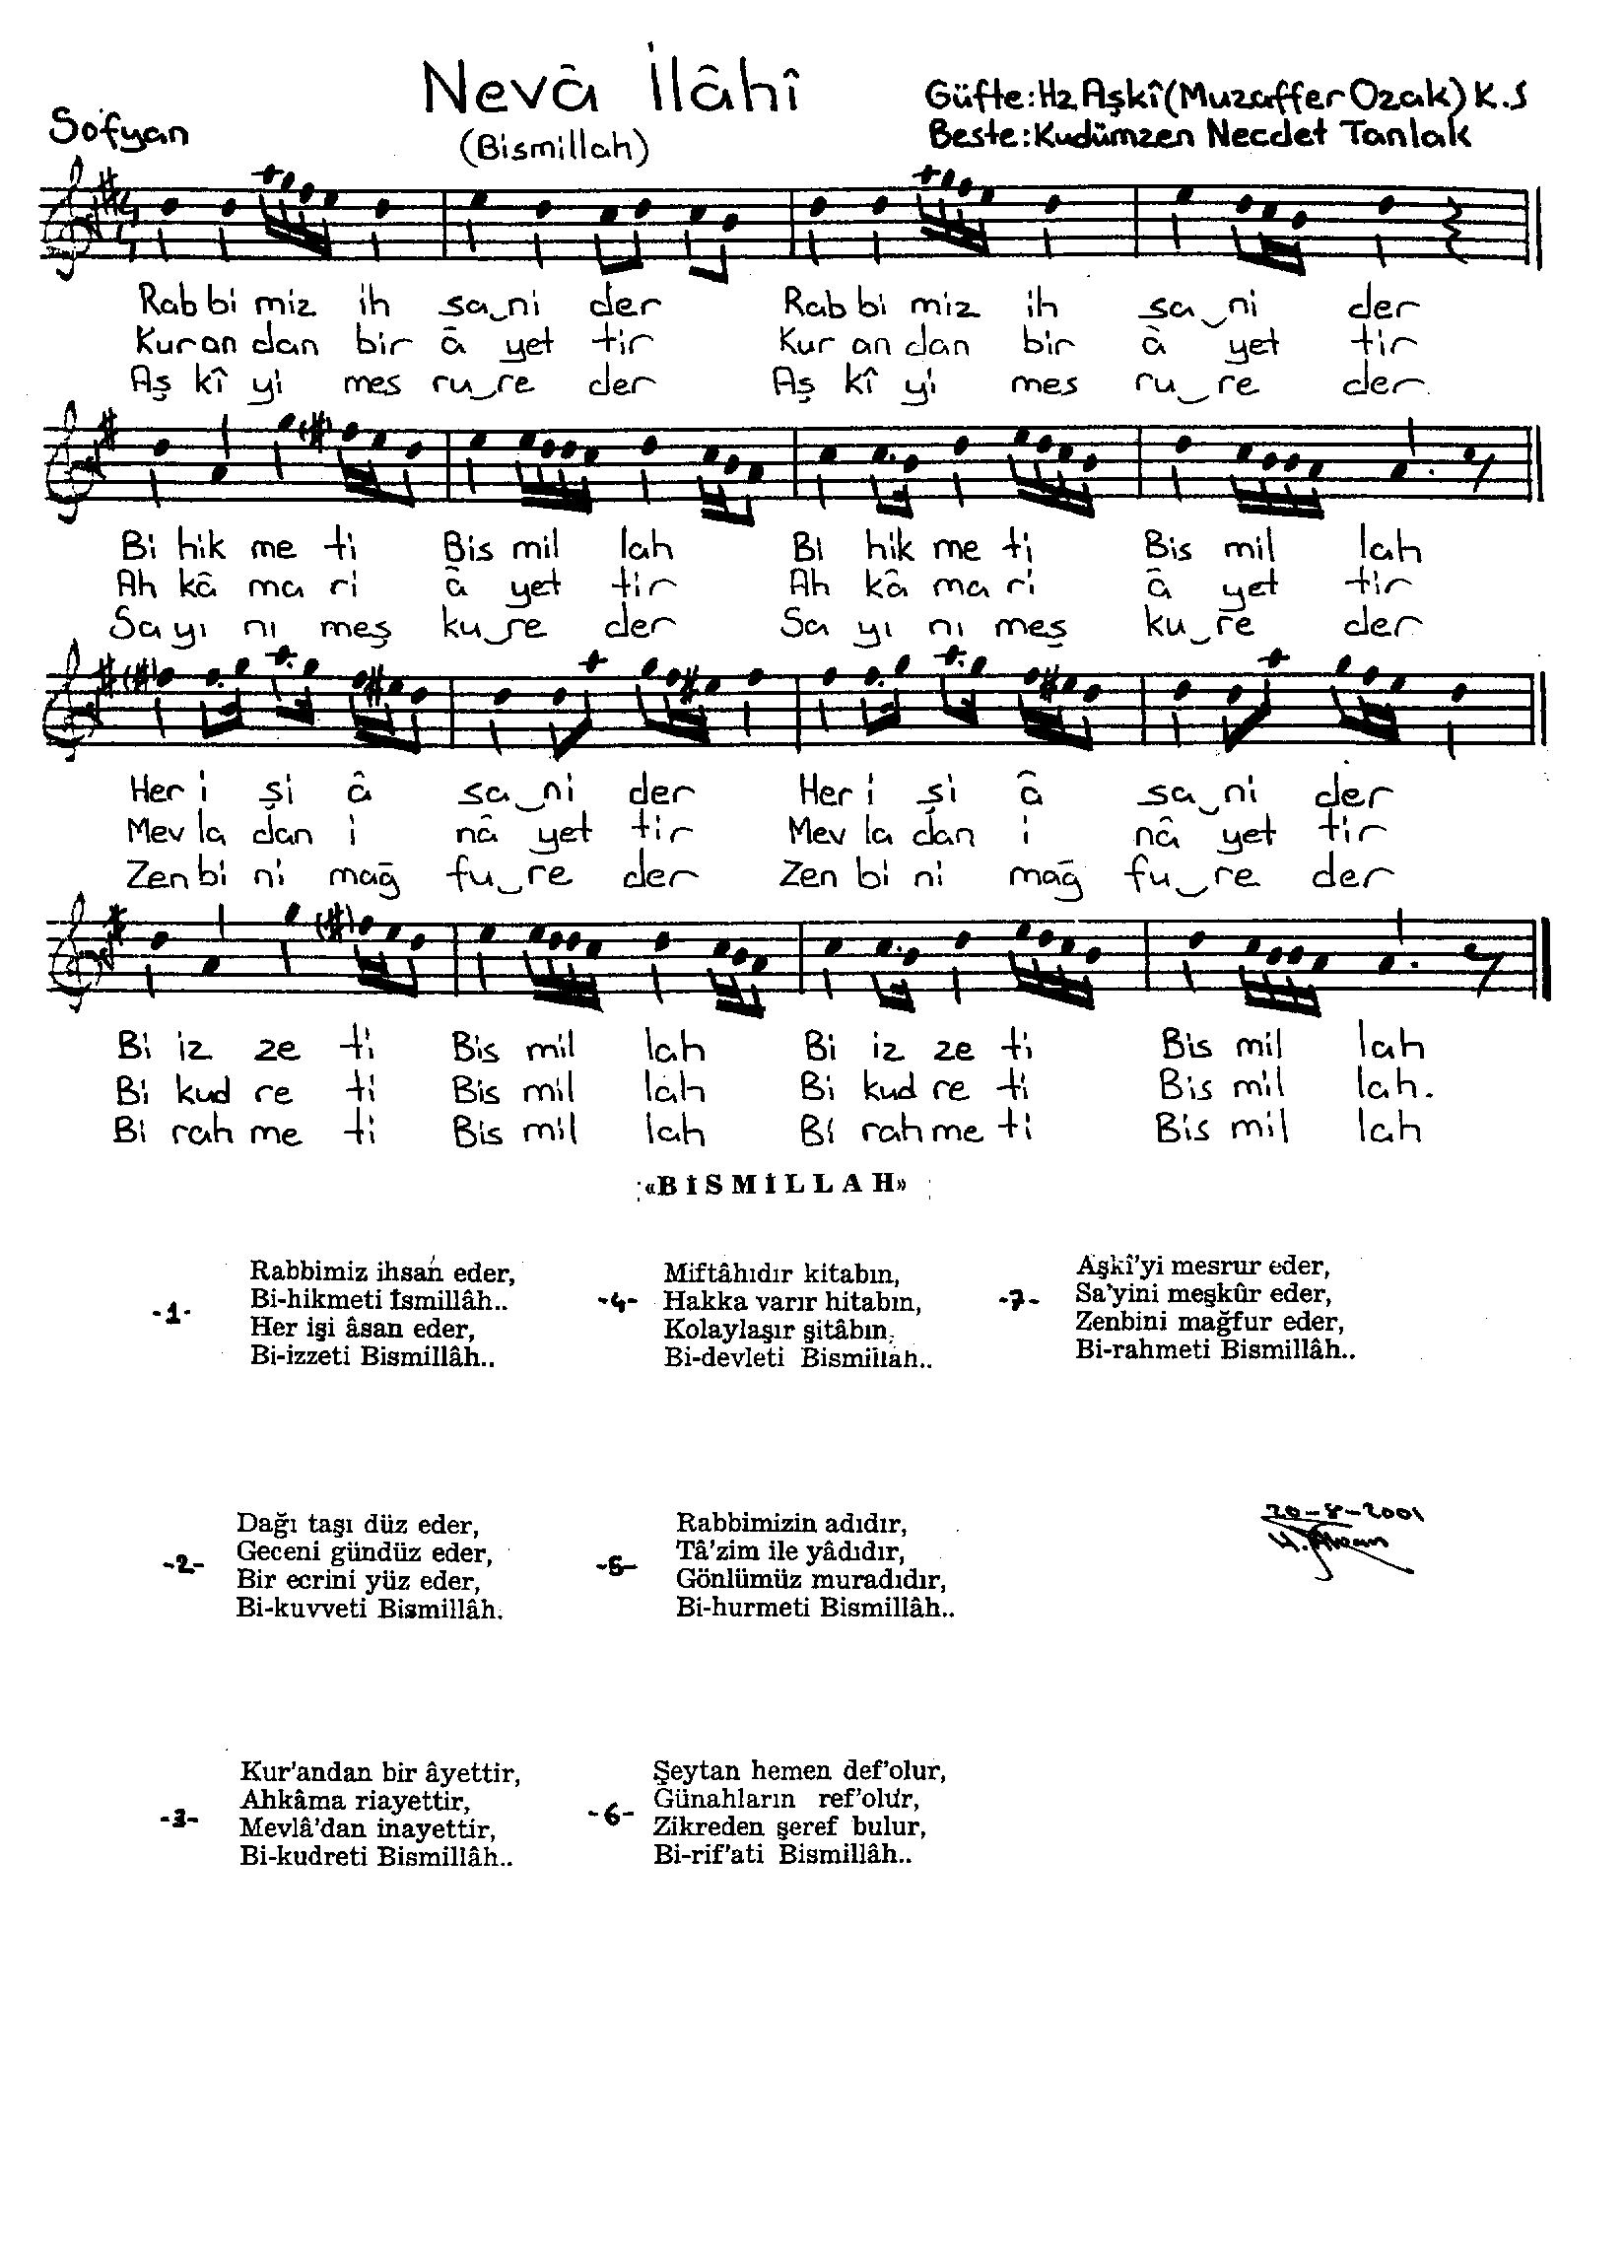 Nevâ İlâhî
Güfte:Hz Aşkî(Muzaffer Ozak) K.S
Sofyan
(Bismillah)
Beste:Kudümzen Necdet Tanlak
Rab bi miz ih sa‿ni der Rab bi miz ih sa‿ni der
Kur an dan bir â yet tir Kur an dan bir â yet tir
Aş kî yi mes ru‿re der Aş kî yi mes ru‿re der
Bi hik me ti Bis mil lah Bi hik me ti Bis mil lah
Ah kâ ma ri â yet tir Ah kâ ma ri â yet tir
Sa yı nı meş ku‿re der Sa yı nı meş ku‿re der
Her i şi â sa‿ni der Her i şi â sa‿ni der
Mev la dan i nâ yet tir Mev la dan i nâ yet tir
Zen bi ni mağ fu‿re der Zen bi ni mağ fu‿re der
Bi iz ze ti Bis mil lah Bi iz ze ti Bis mil lah
Bi kud re ti Bis mil lah Bi kud re ti Bis mil lah.
Bi rah me ti Bis mil lah Bi rah me ti Bis mil lah
«BİSMİLLAH»
-1-
Rabbimiz ihsan eder,
Bi-hikmeti İsmillâh..
Her işi âsan eder,
Bi-izzeti Bismillâh..
-4-
Miftâhıdır kitabın,
Hakka varır hitabın,
Kolaylaşır şitâbın,
Bi-devleti Bismillâh..
-7-
Aşkî'yi mesrur eder,
Sa'yini meşkûr eder,
Zenbini mağfur eder,
Bi-rahmeti Bismillâh..
-2-
Dağı taşı düz eder,
Geceni gündüz eder,
Bir ecrini yüz eder,
Bi-kuvveti Bismillâh.
-5-
Rabbimizin adıdır,
Tâ'zim ile yâdıdır,
Gönlümüz muradıdır,
Bi-hurmeti Bismillâh..
20-8-2001
-3-
Kur'andan bir âyettir,
Ahkâma riayettir,
Mevlâ'dan inayettir,
Bi-kudreti Bismillâh..
-6-
Şeytan hemen def'olur,
Günahların ref'olur,
Zikreden şeref bulur,
Bi-rif'ati Bismillâh..